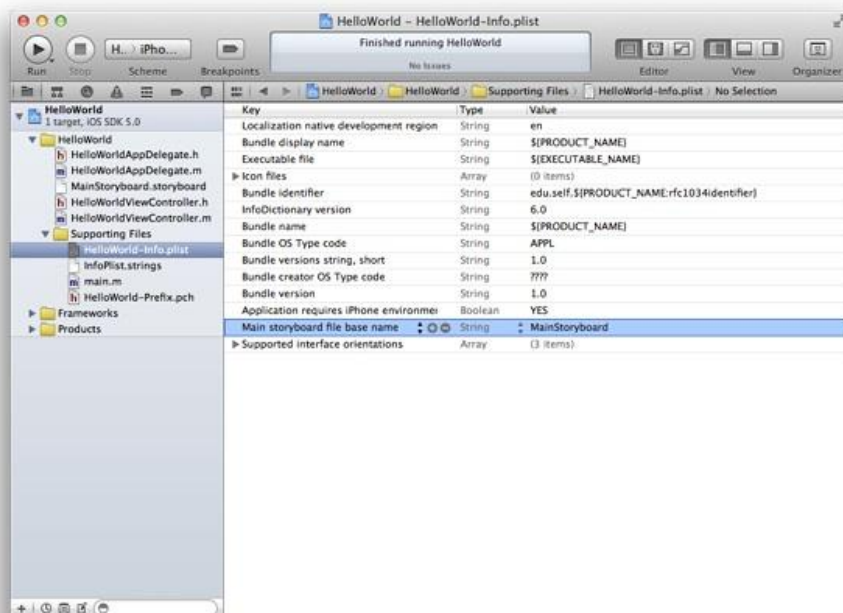 HelloWorld - HelloWorld-Info.plist
H... iPho...
Finished running HelloWorld
No Issues
Run Stop Scheme Breakpoints Editor View Organizer
HelloWorld HelloWorld Supporting Files HelloWorld-Info.plist No Selection
HelloWorld
1 target, iOS SDK 5.0
HelloWorld
HelloWorldAppDelegate.h
HelloWorldAppDelegate.m
MainStoryboard.storyboard
HelloWorldViewController.h
HelloWorldViewController.m
Supporting Files
HelloWorld-Info.plist
InfoPlist.strings
main.m
HelloWorld-Prefix.pch
Frameworks
Products
Key Type Value
Localization native development region String en
Bundle display name String ${PRODUCT_NAME}
Executable file String ${EXECUTABLE_NAME}
Icon files Array (0 items)
Bundle identifier String edu.self.${PRODUCT_NAME:rfc1034identifier}
InfoDictionary version String 6.0
Bundle name String ${PRODUCT_NAME}
Bundle OS Type code String APPL
Bundle versions string, short String 1.0
Bundle creator OS Type code String ????
Bundle version String 1.0
Application requires iPhone environmen Boolean YES
Main storyboard file base name String MainStoryboard
Supported interface orientations Array (3 items)